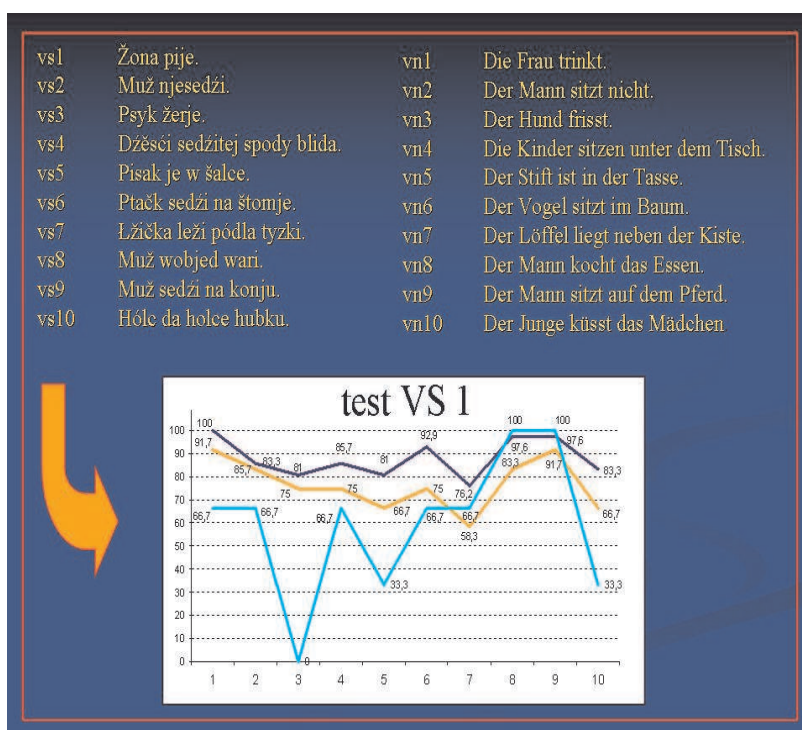 vs1 Žona pije.
vs2 Muž njesedźi.
vs3 Psyk žerje.
vs4 Dźěsći sedźitej spody blida.
vs5 Pisak je w šalce.
vs6 Ptačk sedźi na štomje.
vs7 Łžička leži pódla tyzki.
vs8 Muž wobjed wari.
vs9 Muž sedźi na konju.
vs10 Hólc da holce hubku.
vn1 Die Frau trinkt.
vn2 Der Mann sitzt nicht.
vn3 Der Hund frisst.
vn4 Die Kinder sitzen unter dem Tisch.
vn5 Der Stift ist in der Tasse.
vn6 Der Vogel sitzt im Baum.
vn7 Der Löffel liegt neben der Kiste.
vn8 Der Mann kocht das Essen.
vn9 Der Mann sitzt auf dem Pferd.
vn10 Der Junge küsst das Mädchen
test VS 1
100
90
80
70
60
50
40
30
20
10
0
100 85,7 81 85,7 81 92,9 76,2 97,6 97,6 83,3
91,7 83,3 75 75 66,7 75 58,3 83,3 91,7 66,7
66,7 66,7 0 66,7 33,3 66,7 66,7 100 100 33,3
1 2 3 4 5 6 7 8 9 10